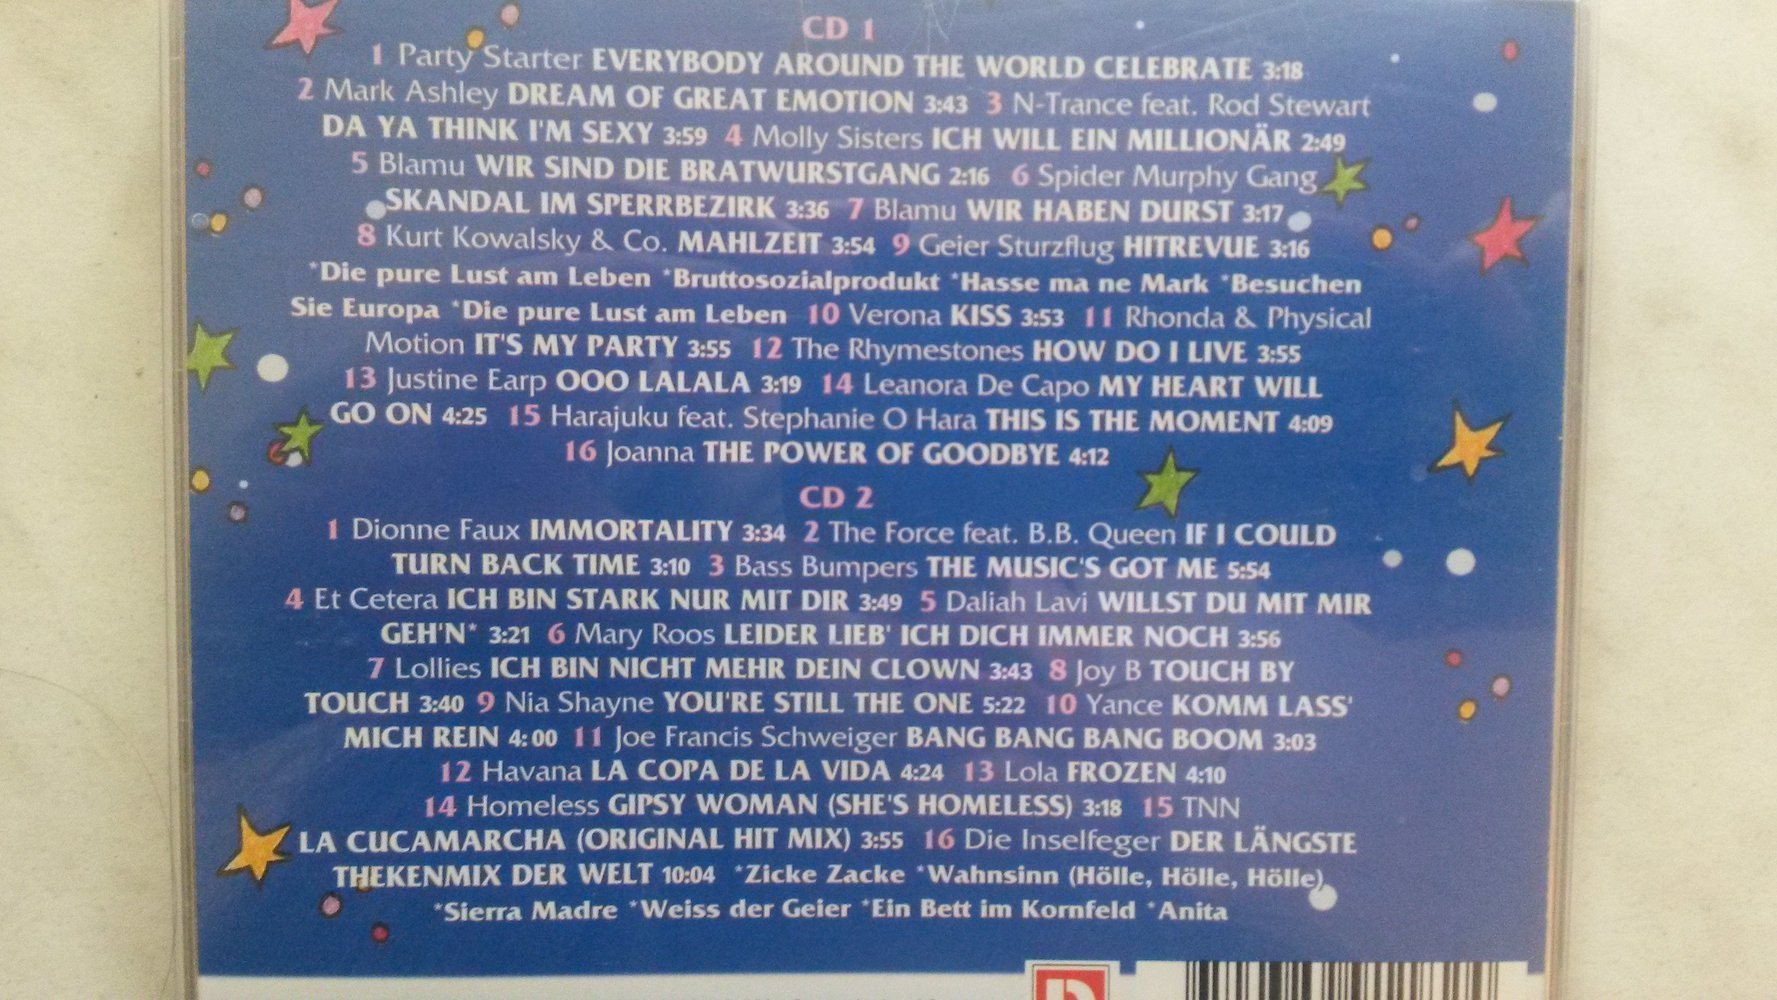 CD 1
1 Party Starter EVERYBODY AROUND THE WORLD CELEBRATE 3:18
2 Mark Ashley DREAM OF GREAT EMOTION 3:43 3 N-Trance feat. Rod Stewart
DA YA THINK I'M SEXY 3:59 4 Molly Sisters ICH WILL EIN MILLIONÄR 2:49
5 Blamu WIR SIND DIE BRATWURSTGANG 2:16 6 Spider Murphy Gang
SKANDAL IM SPERRBEZIRK 3:36 7 Blamu WIR HABEN DURST 3:17
8 Kurt Kowalsky & Co. MAHLZEIT 3:54 9 Geier Sturzflug HITREVUE 3:16
*Die pure Lust am Leben *Bruttosozialprodukt *Hasse ma ne Mark *Besuchen
Sie Europa *Die pure Lust am Leben 10 Verona KISS 3:53 11 Rhonda & Physical
Motion IT'S MY PARTY 3:55 12 The Rhymestones HOW DO I LIVE 3:55
13 Justine Earp OOO LALALA 3:19 14 Leanora De Capo MY HEART WILL
GO ON 4:25 15 Harajuku feat. Stephanie O Hara THIS IS THE MOMENT 4:09
16 Joanna THE POWER OF GOODBYE 4:12
CD 2
1 Dionne Faux IMMORTALITY 3:34 2 The Force feat. B.B. Queen IF I COULD
TURN BACK TIME 3:10 3 Bass Bumpers THE MUSIC'S GOT ME 5:54
4 Et Cetera ICH BIN STARK NUR MIT DIR 3:49 5 Daliah Lavi WILLST DU MIT MIR
GEH'N* 3:21 6 Mary Roos LEIDER LIEB' ICH DICH IMMER NOCH 3:56
7 Lollies ICH BIN NICHT MEHR DEIN CLOWN 3:43 8 Joy B TOUCH BY
TOUCH 3:40 9 Nia Shayne YOU'RE STILL THE ONE 5:22 10 Yance KOMM LASS'
MICH REIN 4:00 11 Joe Francis Schweiger BANG BANG BANG BOOM 3:03
12 Havana LA COPA DE LA VIDA 4:24 13 Lola FROZEN 4:10
14 Homeless GIPSY WOMAN (SHE'S HOMELESS) 3:18 15 TNN
LA CUCAMARCHA (ORIGINAL HIT MIX) 3:55 16 Die Inselfeger DER LÄNGSTE
THEKENMIX DER WELT 10:04 *Zicke Zacke *Wahnsinn (Hölle, Hölle, Hölle)
*Sierra Madre *Weiss der Geier *Ein Bett im Kornfeld *Anita